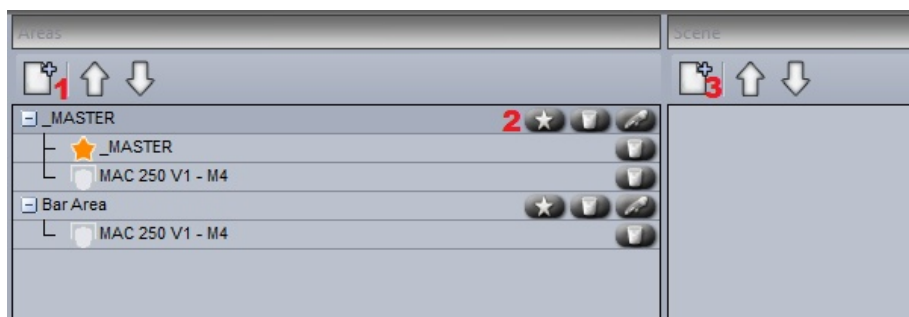 Areas
Scene
1
3
_MASTER
2
_MASTER
MAC 250 V1 - M4
Bar Area
MAC 250 V1 - M4